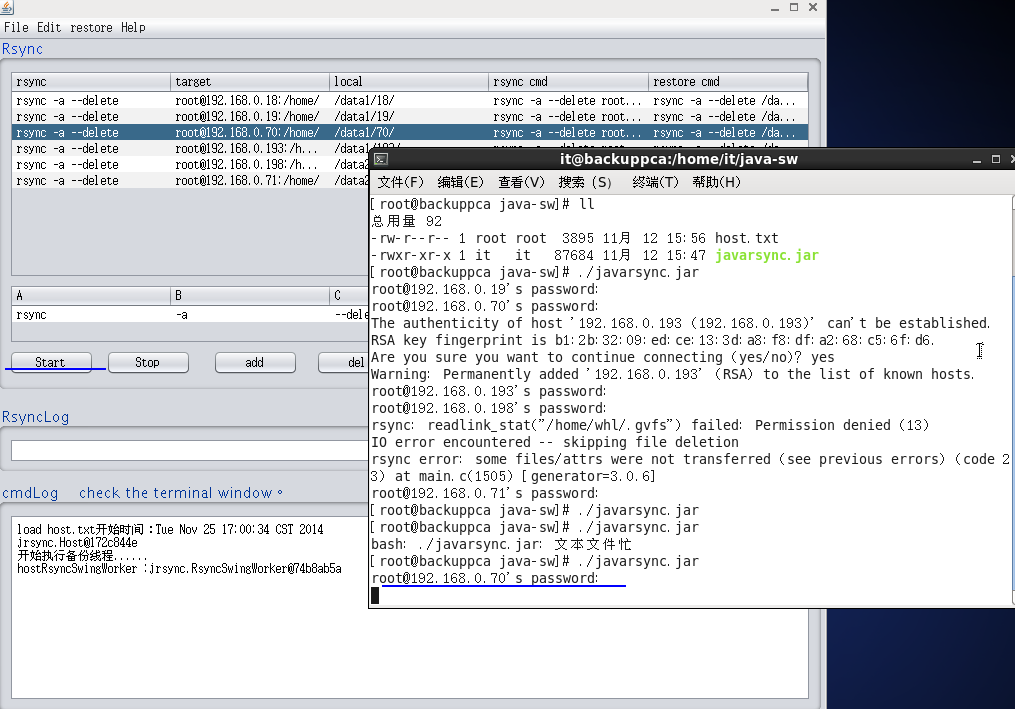 File Edit restore Help
Rsync
rsync target local rsync cmd restore cmd
rsync -a --delete root@192.168.0.18:/home/ /data1/18/ rsync -a --delete root... rsync -a --delete /da...
rsync -a --delete root@192.168.0.19:/home/ /data1/19/ rsync -a --delete root... rsync -a --delete /da...
rsync -a --delete root@192.168.0.70:/home/ /data1/70/ rsync -a --delete root... rsync -a --delete /da...
rsync -a --delete root@192.168.0.193:/h...
rsync -a --delete root@192.168.0.198:/h... /data
rsync -a --delete root@192.168.0.71:/home/ /data
A B C
rsync -a --dele
Start Stop add del
RsyncLog
cmdLog check the terminal window。
load host.txt开始时间：Tue Nov 25 17:00:34 CST 2014
jrsync.Host@172c844e
开始执行备份线程......
hostRsyncSwingWorker：jrsync.RsyncSwingWorker@74b8ab5a
it@backuppca:/home/it/java-sw
文件(F) 编辑(E) 查看(V) 搜索 (S) 终端(T) 帮助(H)
[root@backuppca java-sw]# ll
总用量 92
-rw-r--r-- 1 root root 3895 11月 12 15:56 host.txt
-rwxr-xr-x 1 it it 87684 11月 12 15:47 javarsync.jar
[root@backuppca java-sw]# ./javarsync.jar
root@192.168.0.19's password:
root@192.168.0.70's password:
The authenticity of host '192.168.0.193 (192.168.0.193)' can't be established.
RSA key fingerprint is b1:2b:32:09:ed:ce:13:3d:a8:f8:df:a2:68:c5:6f:d6.
Are you sure you want to continue connecting (yes/no)? yes
Warning: Permanently added '192.168.0.193' (RSA) to the list of known hosts.
root@192.168.0.193's password:
root@192.168.0.198's password:
rsync: readlink_stat("/home/whl/.gvfs") failed: Permission denied (13)
IO error encountered -- skipping file deletion
rsync error: some files/attrs were not transferred (see previous errors) (code 2
3) at main.c(1505) [generator=3.0.6]
root@192.168.0.71's password:
[root@backuppca java-sw]# ./javarsync.jar
[root@backuppca java-sw]# ./javarsync.jar
bash: ./javarsync.jar: 文本文件忙
[root@backuppca java-sw]# ./javarsync.jar
root@192.168.0.70's password: